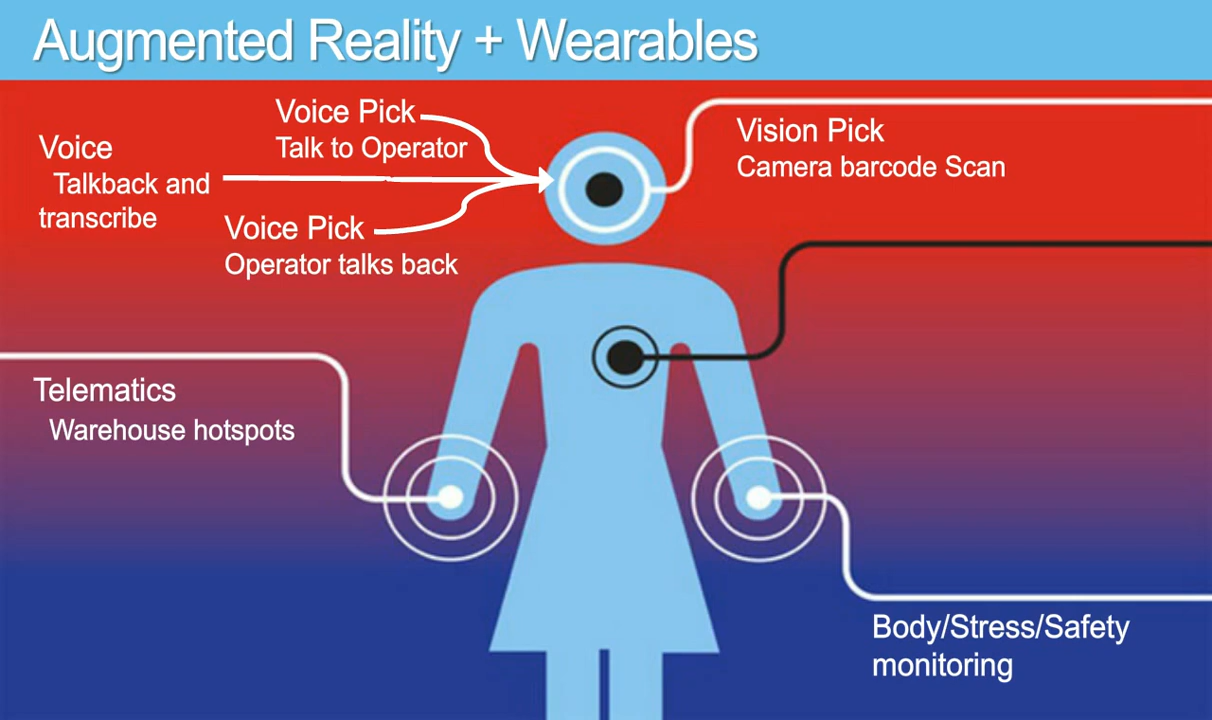 Augmented Reality + Wearables
Voice Pick
Talk to Operator
Voice
Talkback and
transcribe
Voice Pick
Operator talks back
Vision Pick
Camera barcode Scan
Telematics
Warehouse hotspots
Body/Stress/Safety
monitoring